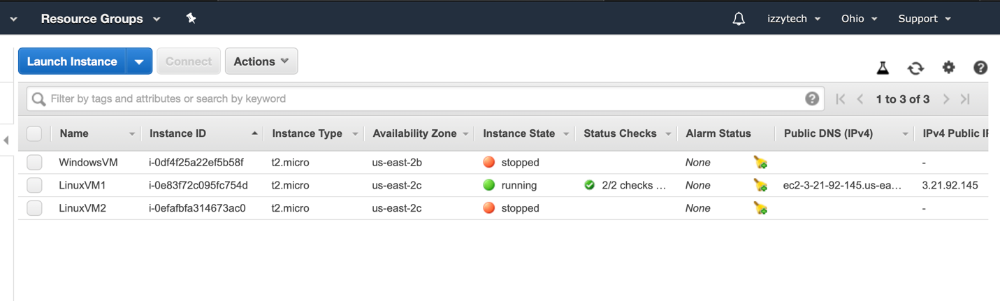 Resource Groups izzytech Ohio Support
Launch Instance Connect Actions
Filter by tags and attributes or search by keyword 1 to 3 of 3
Name Instance ID Instance Type Availability Zone Instance State Status Checks Alarm Status Public DNS (IPv4) IPv4 Public IP
WindowsVM i-0df4f25a22ef5b58f t2.micro us-east-2b stopped None -
LinuxVM1 i-0e83f72c095fc754d t2.micro us-east-2c running 2/2 checks ... None ec2-3-21-92-145.us-ea... 3.21.92.145
LinuxVM2 i-0efafbfa314673ac0 t2.micro us-east-2c stopped None -